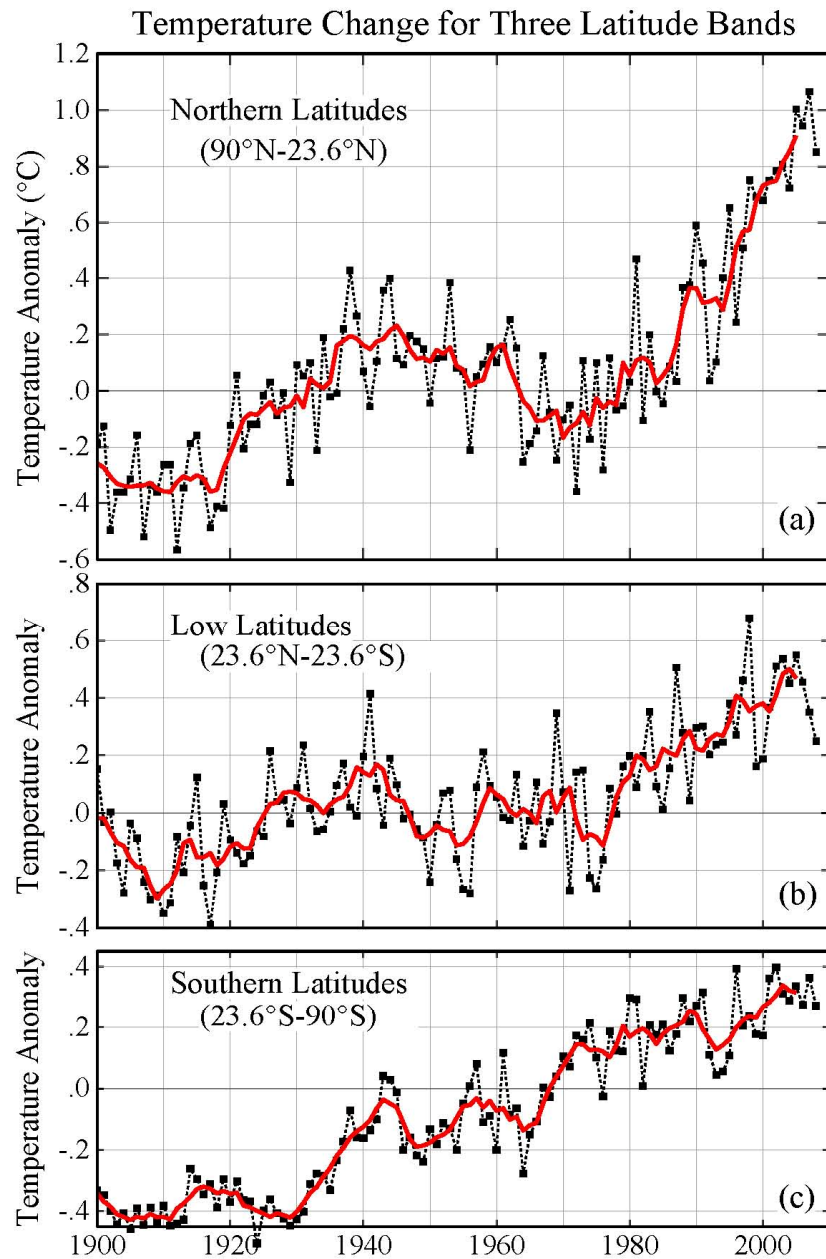 Temperature Change for Three Latitude Bands
1.2
Northern Latitudes
(90°N-23.6°N)
1.0
.8
.6
.4
.2
.0
-.2
-.4
-.6
Temperature Anomaly (°C)
(a)
.8
Low Latitudes
(23.6°N-23.6°S)
.6
.4
.2
.0
-.2
-.4
Temperature Anomaly
(b)
.4
Southern Latitudes
(23.6°S-90°S)
.2
.0
-.2
-.4
Temperature Anomaly
(c)
1900 1920 1940 1960 1980 2000